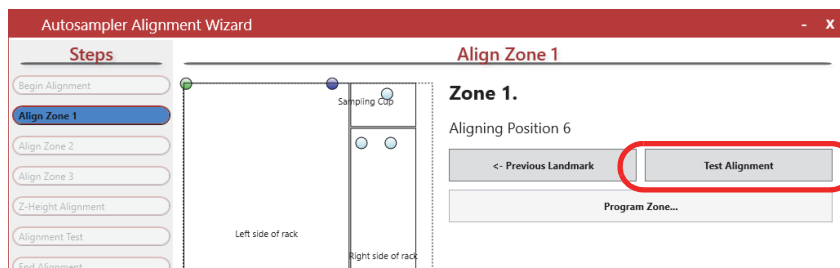 Autosampler Alignment Wizard
- X
Steps
Begin Alignment
Align Zone 1
Align Zone 2
Align Zone 3
Z-Height Alignment
Alignment Test
End Alignment
Align Zone 1
Sampling Cup
Left side of rack
Right side of rack
Zone 1.
Aligning Position 6
<- Previous Landmark
Test Alignment
Program Zone...